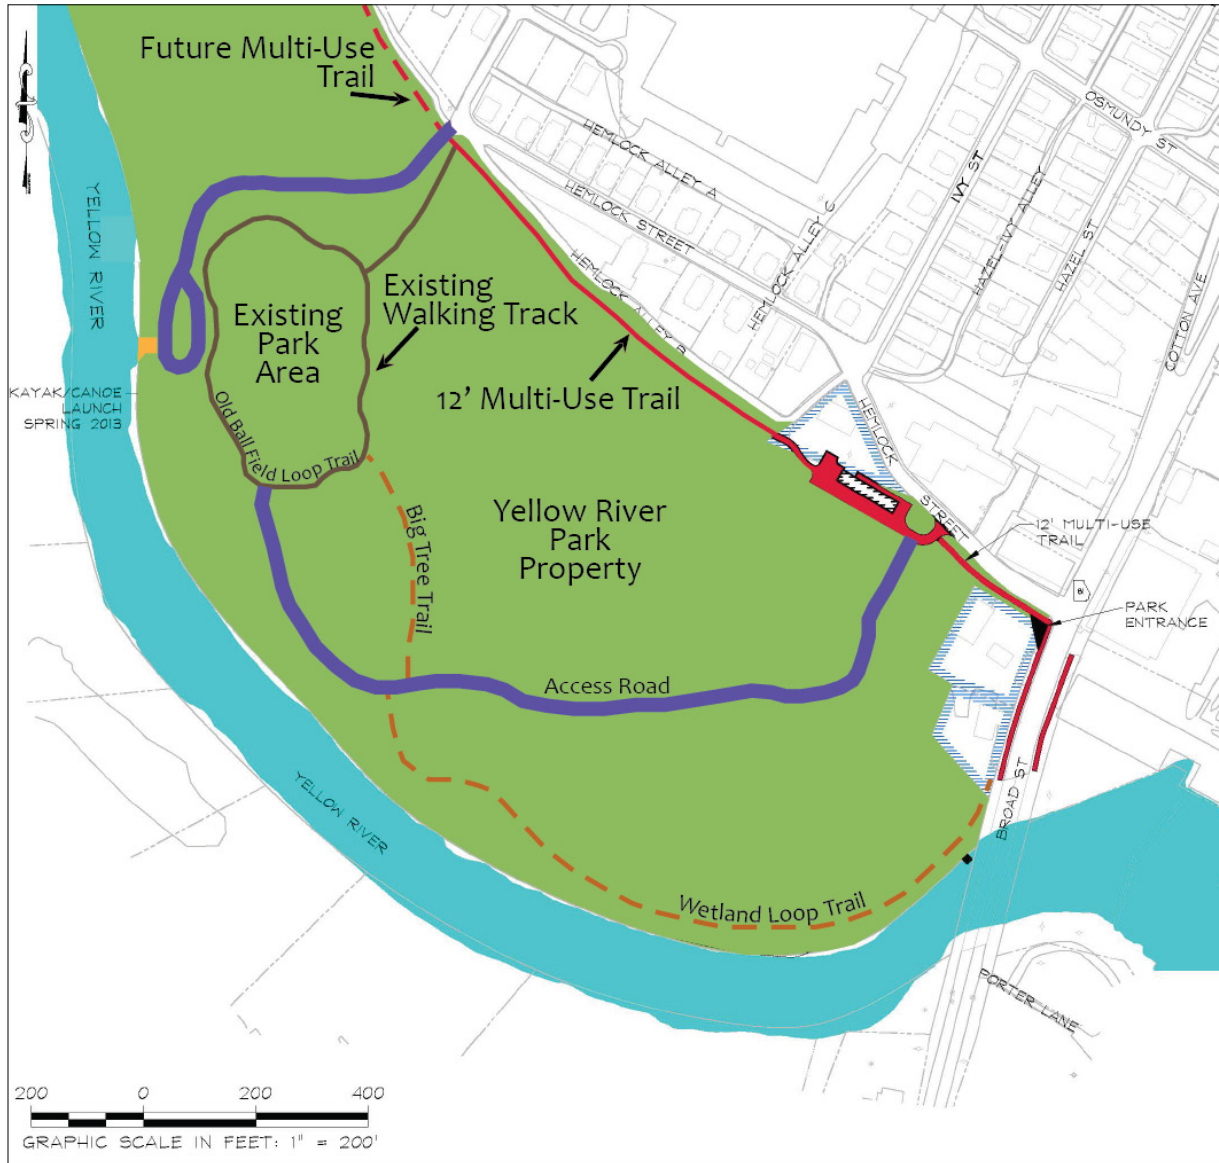 Future Multi-Use
Trail
OSMUNDY ST
HEMLOCK ALLEY A
HEMLOCK STREET
HEMLOCK ALLEY C
IVY ST
HAZEL-IVY ALLEY
HAZEL ST
COTTON AVE
YELLOW RIVER
HEMLOCK ALLEY B
Existing
Walking Track
Existing
Park
Area
12' Multi-Use Trail
KAYAK/CANOE
LAUNCH
SPRING 2013
Old Ball Field Loop Trail
HEMLOCK
STREET
Big Tree Trail
Yellow River
Park
Property
12' MULTI-USE
TRAIL
PARK
ENTRANCE
Access Road
YELLOW RIVER
BROAD ST
Wetland Loop Trail
PORTER LANE
200 0 200 400
GRAPHIC SCALE IN FEET: 1" = 200'